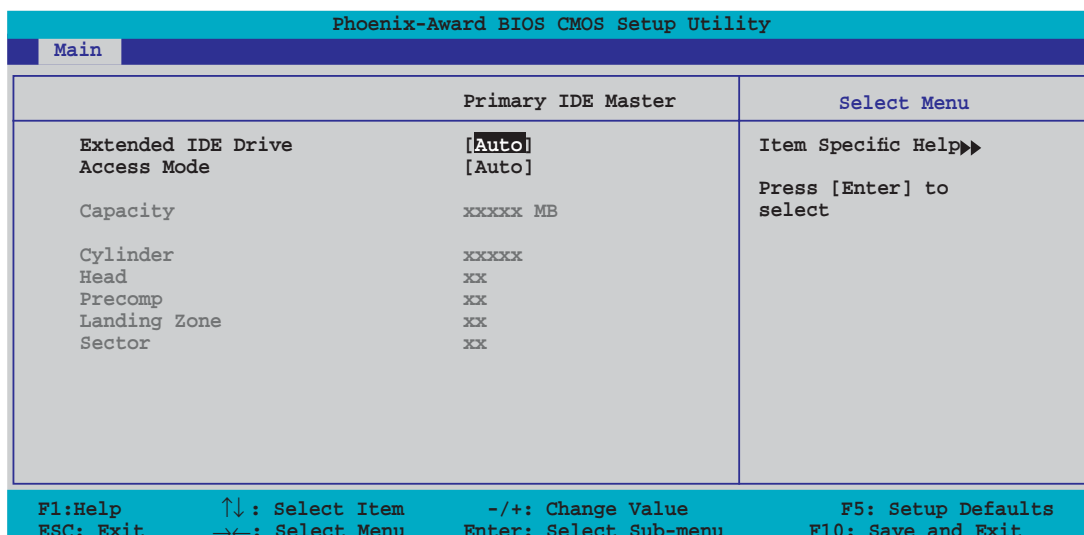 Phoenix-Award BIOS CMOS Setup Utility
Main
Primary IDE Master
Select Menu
Extended IDE Drive [Auto]
Access Mode [Auto]
Capacity xxxxx MB
Cylinder xxxxx
Head xx
Precomp xx
Landing Zone xx
Sector xx
Item Specific Help▶▶
Press [Enter] to
select
F1:Help ↑↓ : Select Item -/+: Change Value F5: Setup Defaults
ESC: Exit →←: Select Menu Enter: Select Sub-menu F10: Save and Exit